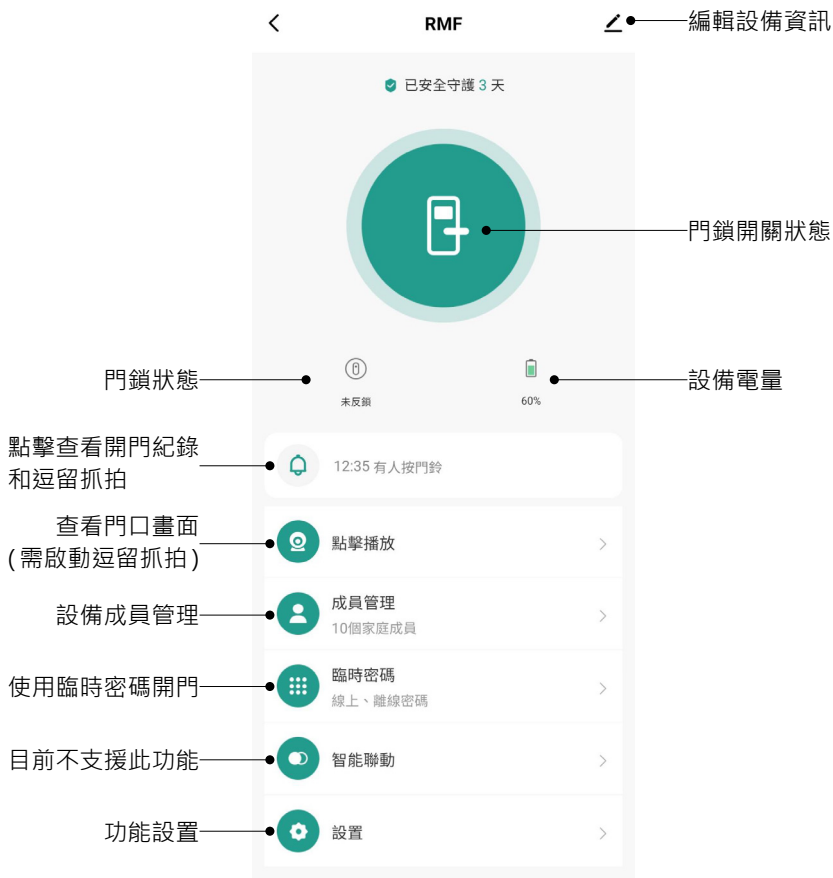 RMF
編輯設備資訊
已安全守護 3 天
門鎖開關狀態
門鎖狀態
未反鎖
60%
設備電量
點擊查看開門紀錄
和逗留抓拍
12:35 有人按門鈴
查看門口畫面
(需啟動逗留抓拍)
點擊播放
設備成員管理
成員管理
10個家庭成員
使用臨時密碼開門
臨時密碼
線上、離線密碼
目前不支援此功能
智能聯動
功能設置
設置